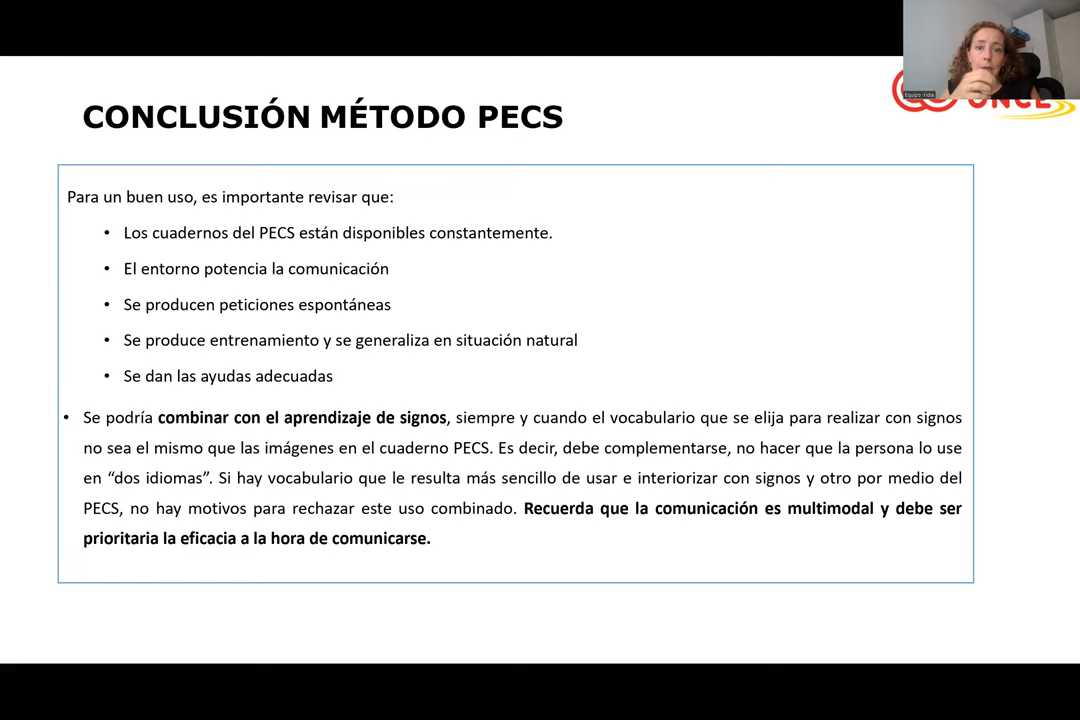 CONCLUSIÓN MÉTODO PECS
Equipo Iridia
ONCE
Para un buen uso, es importante revisar que:
• Los cuadernos del PECS están disponibles constantemente.
• El entorno potencia la comunicación
• Se producen peticiones espontáneas
• Se produce entrenamiento y se generaliza en situación natural
• Se dan las ayudas adecuadas
• Se podría combinar con el aprendizaje de signos, siempre y cuando el vocabulario que se elija para realizar con signos
no sea el mismo que las imágenes en el cuaderno PECS. Es decir, debe complementarse, no hacer que la persona lo use
en “dos idiomas”. Si hay vocabulario que le resulta más sencillo de usar e interiorizar con signos y otro por medio del
PECS, no hay motivos para rechazar este uso combinado. Recuerda que la comunicación es multimodal y debe ser
prioritaria la eficacia a la hora de comunicarse.